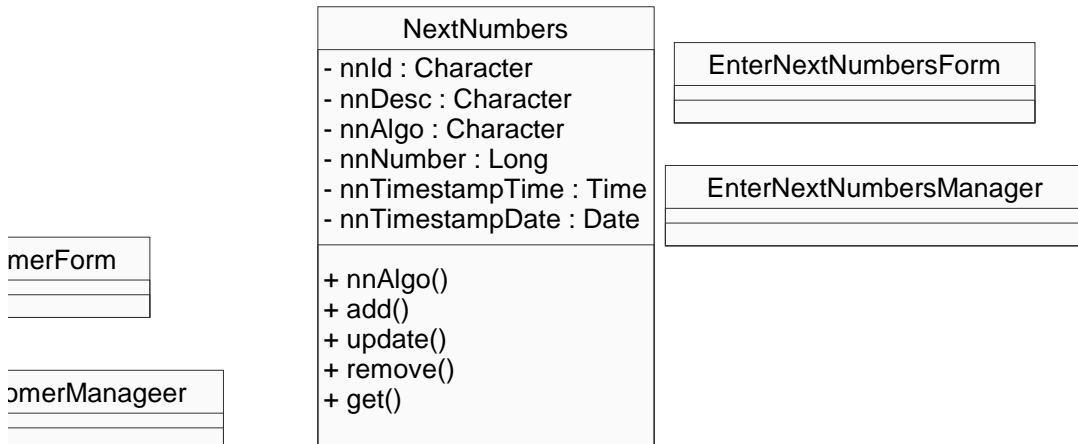 NextNumbers
- nnId : Character
- nnDesc : Character
- nnAlgo : Character
- nnNumber : Long
- nnTimestampTime : Time
- nnTimestampDate : Date
+ nnAlgo()
+ add()
+ update()
+ remove()
+ get()
EnterNextNumbersForm
EnterNextNumbersManager
merForm
omerManageer